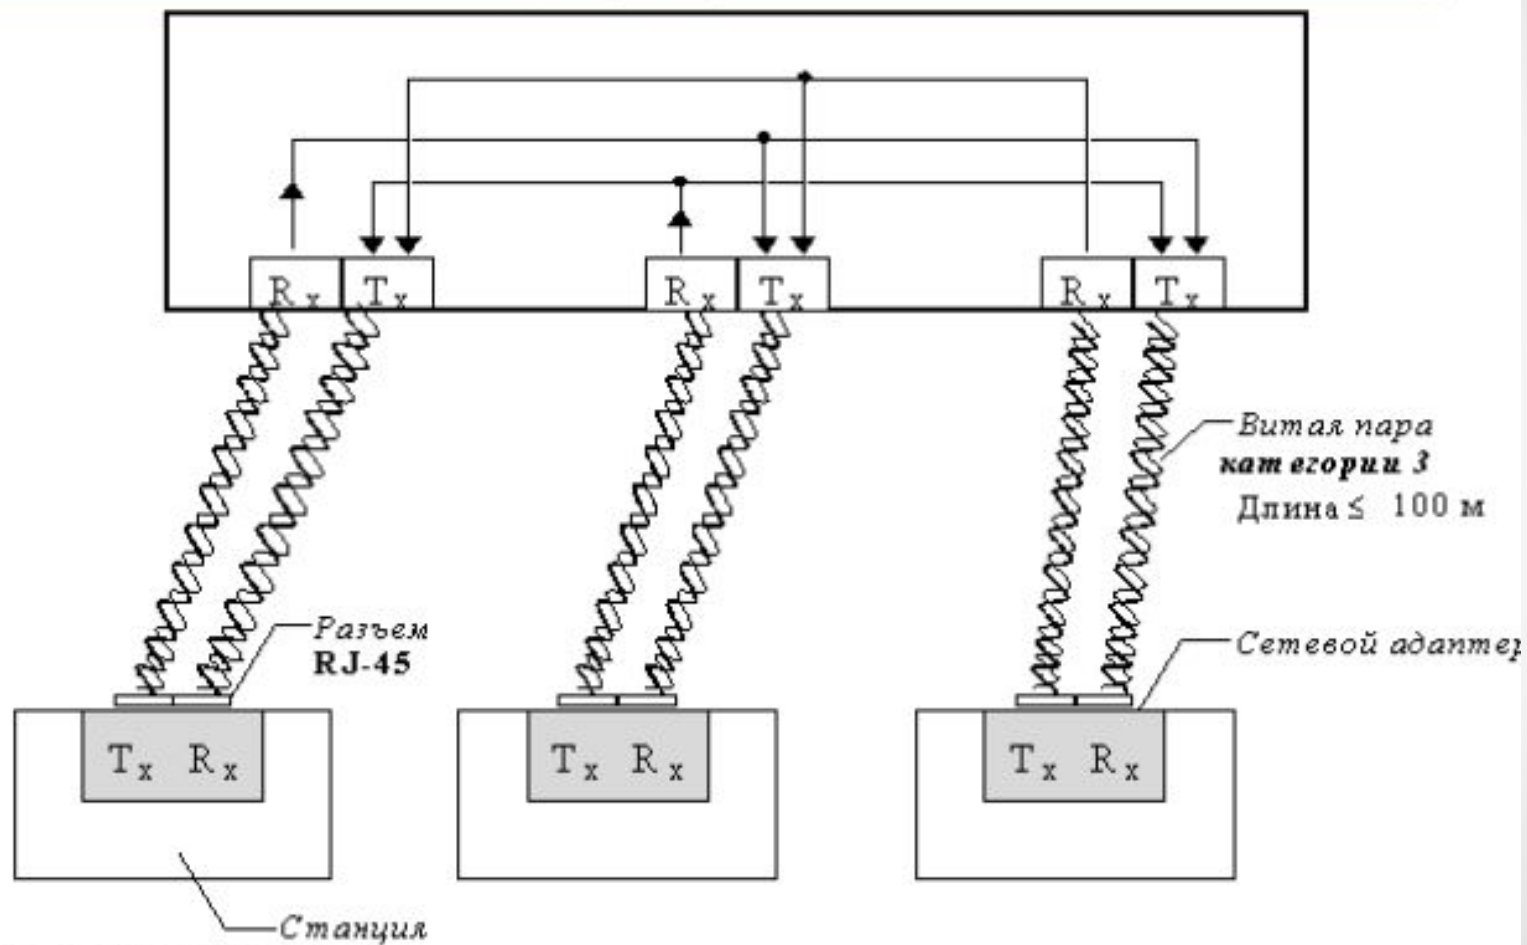 Rx Tx Rx Tx Rx Tx
Витая пара
категории 3
Длина ≤ 100 м
Разъем
RJ-45
Сетевой адаптер
Tx Rx Tx Rx Tx Rx
Станция